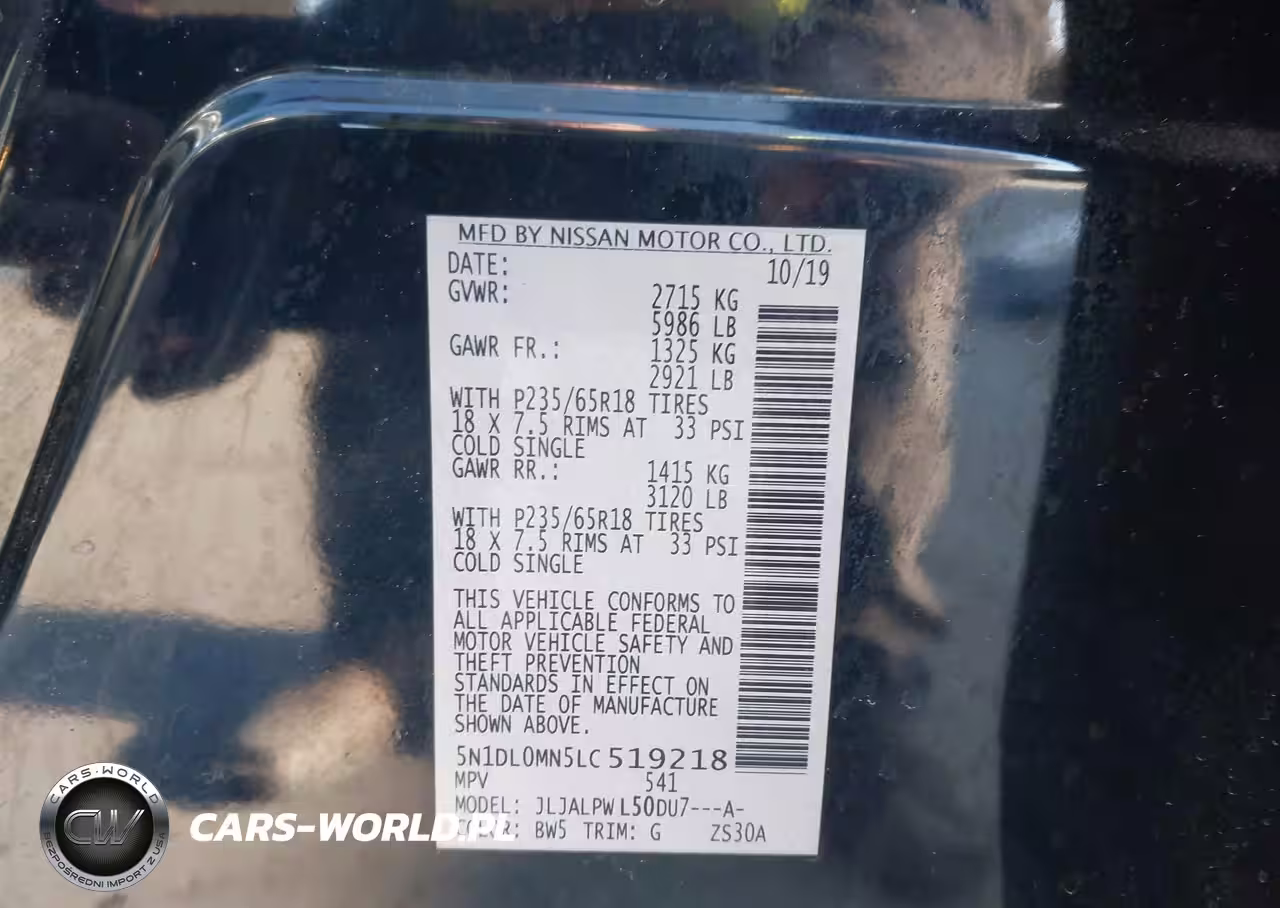 MFD BY NISSAN MOTOR CO., LTD.
DATE: 10/19
GVWR: 2715 KG
5986 LB
GAWR FR.: 1325 KG
2921 LB
WITH P235/65R18 TIRES
18 X 7.5 RIMS AT 33 PSI
COLD SINGLE
GAWR RR.: 1415 KG
3120 LB
WITH P235/65R18 TIRES
18 X 7.5 RIMS AT 33 PSI
COLD SINGLE
THIS VEHICLE CONFORMS TO
ALL APPLICABLE FEDERAL
MOTOR VEHICLE SAFETY AND
THEFT PREVENTION
STANDARDS IN EFFECT ON
THE DATE OF MANUFACTURE
SHOWN ABOVE.
5N1DL0MN5LC519218
MPV 541
MODEL: JLJALPWL50DU7---A-
BW5 TRIM: G ZS30A
CARS-WORLD
CW
BEZPOŚREDNI IMPORT Z USA
CARS-WORLD.PL